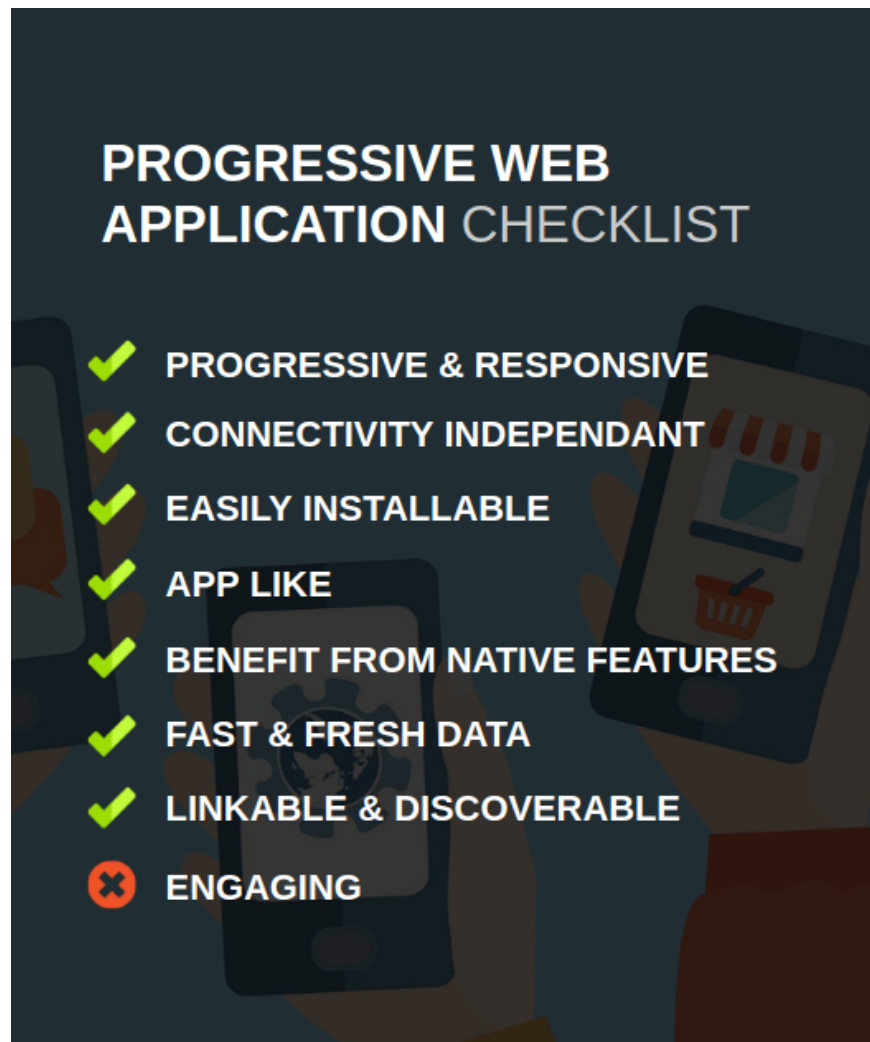 PROGRESSIVE WEB
APPLICATION CHECKLIST
PROGRESSIVE & RESPONSIVE
CONNECTIVITY INDEPENDANT
EASILY INSTALLABLE
APP LIKE
BENEFIT FROM NATIVE FEATURES
FAST & FRESH DATA
LINKABLE & DISCOVERABLE
ENGAGING